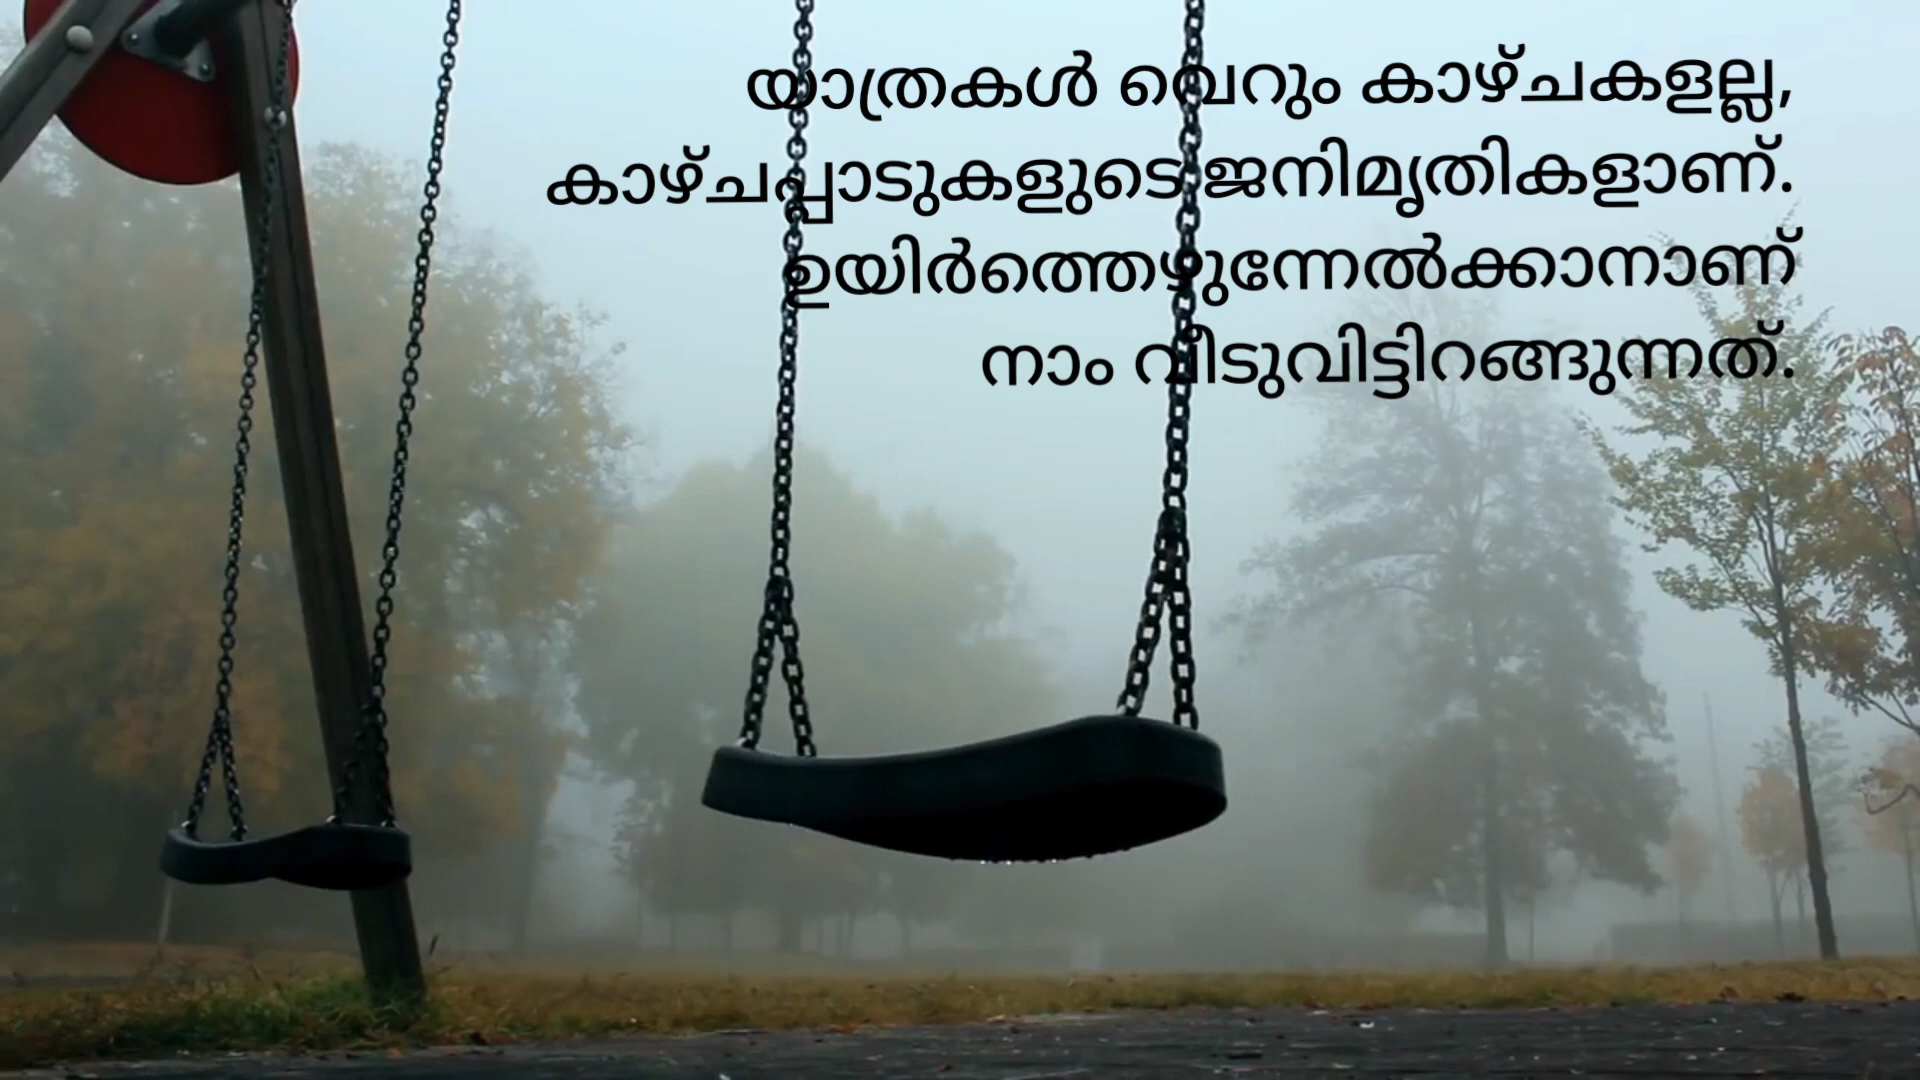 യാത്രകൾ വെറും കാഴ്ചകളല്ല,
കാഴ്ചപ്പാടുകളുടെ ജനിമൃതികളാണ്.
ഉയിർത്തെഴുന്നേൽക്കാനാണ്
നാം വീടുവിട്ടിറങ്ങുന്നത്.